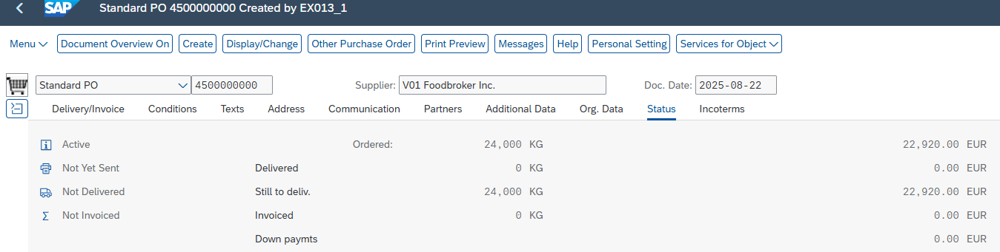 SAP Standard PO 4500000000 Created by EX013_1
Menu Document Overview On Create Display/Change Other Purchase Order Print Preview Messages Help Personal Setting Services for Object
Standard PO 4500000000 Supplier: V01 Foodbroker Inc. Doc. Date: 2025-08-22
Delivery/Invoice Conditions Texts Address Communication Partners Additional Data Org. Data Status Incoterms
Active Ordered: 24,000 KG 22,920.00 EUR
Not Yet Sent Delivered 0 KG 0.00 EUR
Not Delivered Still to deliv. 24,000 KG 22,920.00 EUR
Σ Not Invoiced Invoiced 0 KG 0.00 EUR
Down paymts 0.00 EUR